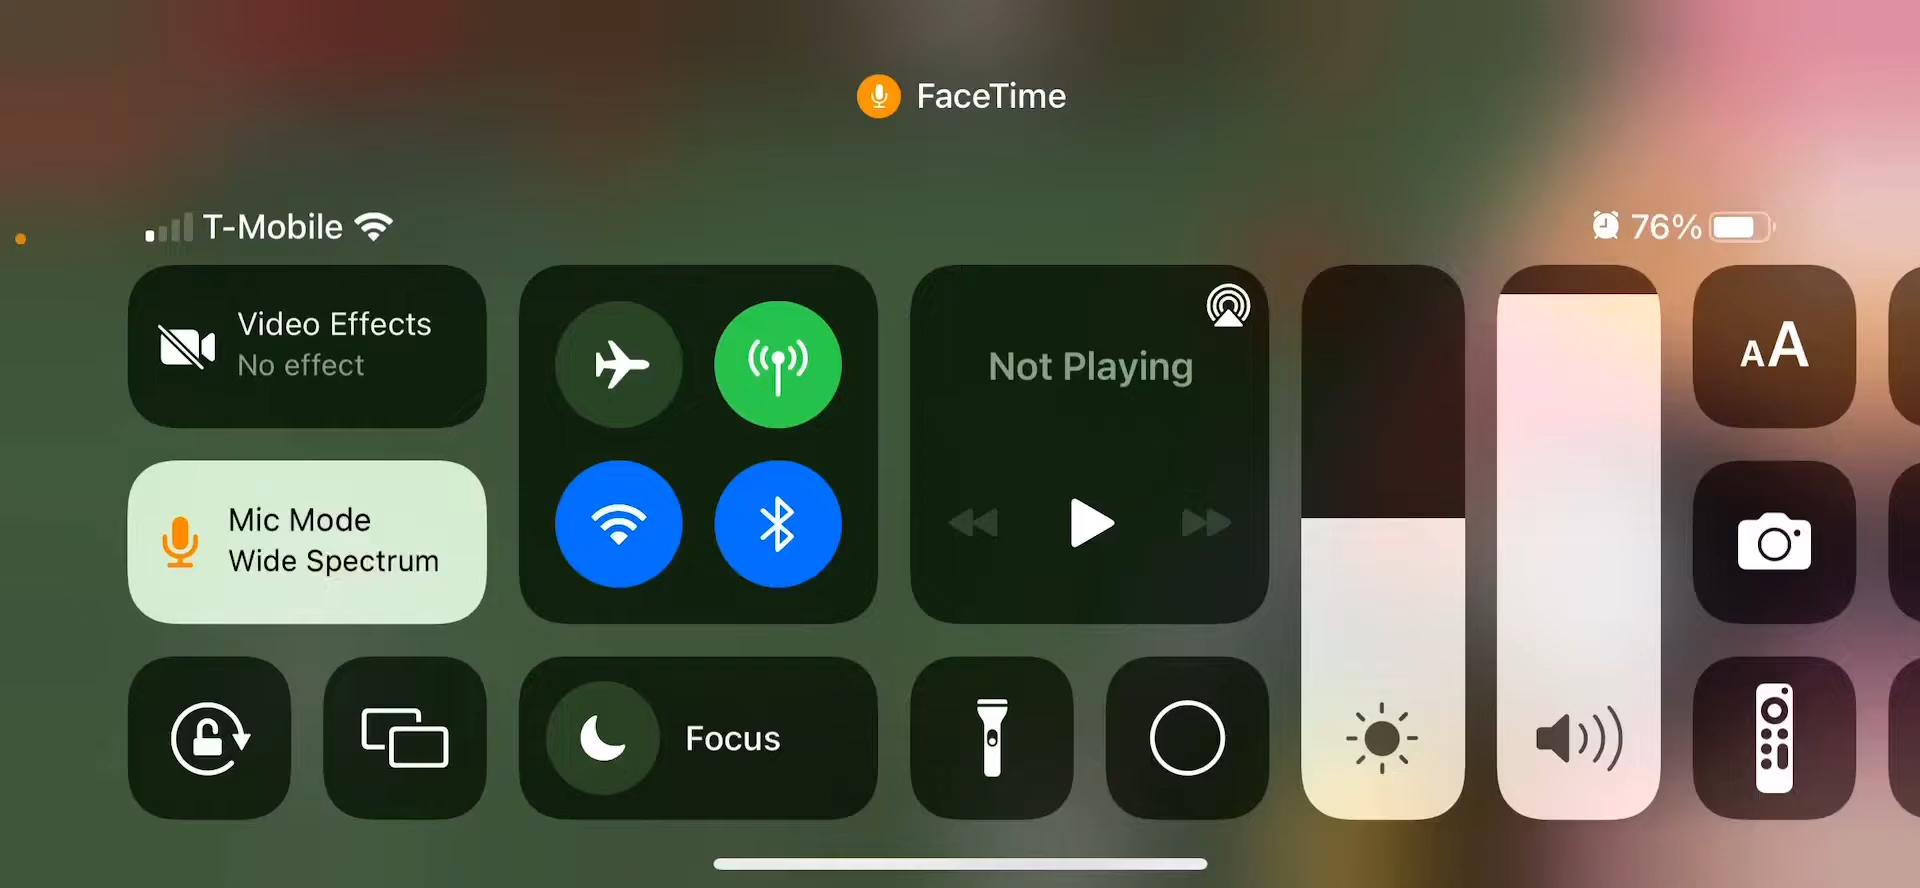 FaceTime
T-Mobile
76%
Video Effects
No effect
Not Playing
AA
Mic Mode
Wide Spectrum
Focus